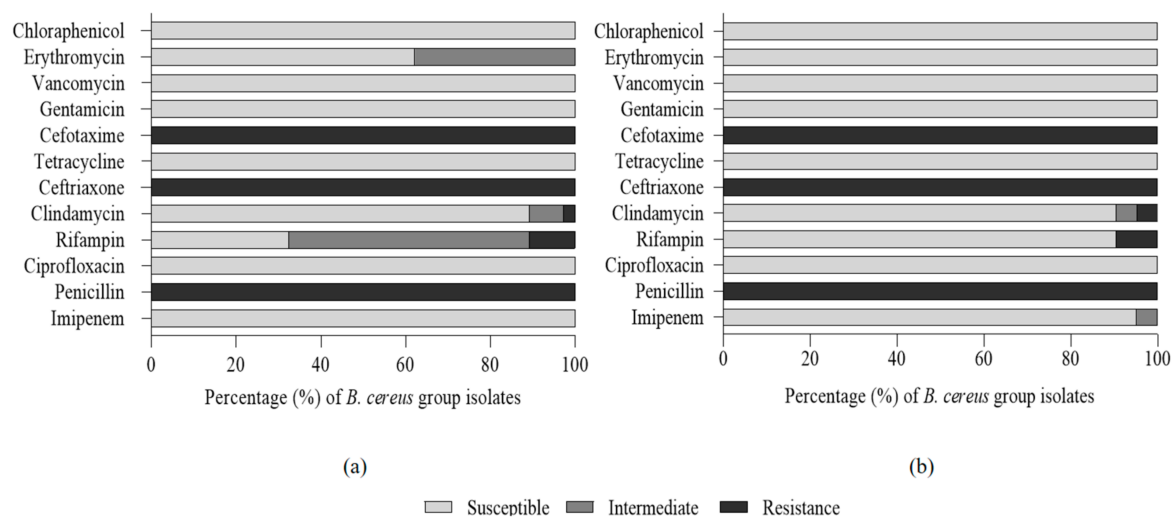 Chloraphenicol
Erythromycin
Vancomycin
Gentamicin
Cefotaxime
Tetracycline
Ceftriaxone
Clindamycin
Rifampin
Ciprofloxacin
Penicillin
Imipenem
0 20 40 60 80 100
Percentage (%) of B. cereus group isolates
(a)
Chloraphenicol
Erythromycin
Vancomycin
Gentamicin
Cefotaxime
Tetracycline
Ceftriaxone
Clindamycin
Rifampin
Ciprofloxacin
Penicillin
Imipenem
0 20 40 60 80 100
Percentage (%) of B. cereus group isolates
(b)
Susceptible Intermediate Resistance